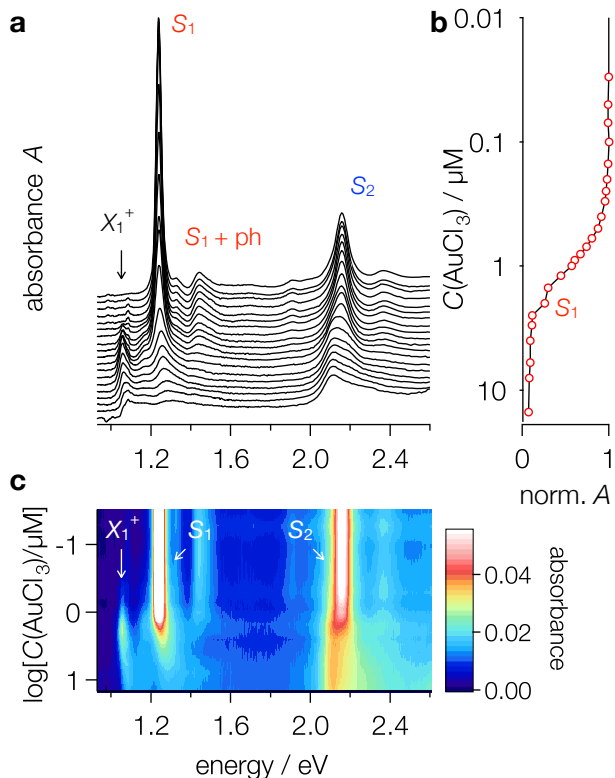 a
b
S₁
0.01
absorbance A
C(AuCl₃) / µM
0.1
S₂
X₁⁺
S₁ + ph
1
S₁
10
1.2 1.6 2.0 2.4
0 1
norm. A
c
log[C(AuCl₃)/µM]
X₁⁺ S₁ S₂
-1
0
1
0.04
0.02
0.00
absorbance
1.2 1.6 2.0 2.4
energy / eV